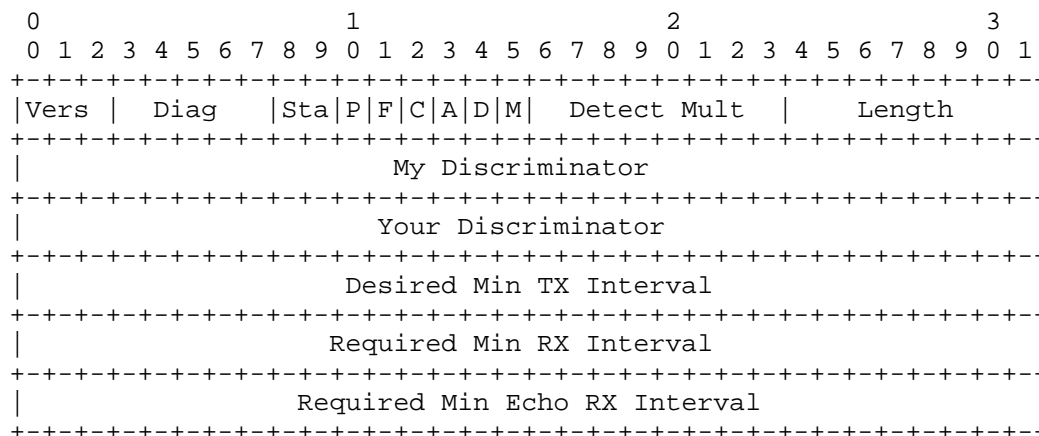 0                   1                   2                   3
 0 1 2 3 4 5 6 7 8 9 0 1 2 3 4 5 6 7 8 9 0 1 2 3 4 5 6 7 8 9 0 1
+-+-+-+-+-+-+-+-+-+-+-+-+-+-+-+-+-+-+-+-+-+-+-+-+-+-+-+-+-+-+-+--
|Vers |  Diag   |Sta|P|F|C|A|D|M|  Detect Mult  |    Length
+-+-+-+-+-+-+-+-+-+-+-+-+-+-+-+-+-+-+-+-+-+-+-+-+-+-+-+-+-+-+-+--
|                       My Discriminator
+-+-+-+-+-+-+-+-+-+-+-+-+-+-+-+-+-+-+-+-+-+-+-+-+-+-+-+-+-+-+-+--
|                      Your Discriminator
+-+-+-+-+-+-+-+-+-+-+-+-+-+-+-+-+-+-+-+-+-+-+-+-+-+-+-+-+-+-+-+--
|                    Desired Min TX Interval
+-+-+-+-+-+-+-+-+-+-+-+-+-+-+-+-+-+-+-+-+-+-+-+-+-+-+-+-+-+-+-+--
|                   Required Min RX Interval
+-+-+-+-+-+-+-+-+-+-+-+-+-+-+-+-+-+-+-+-+-+-+-+-+-+-+-+-+-+-+-+--
|                 Required Min Echo RX Interval
+-+-+-+-+-+-+-+-+-+-+-+-+-+-+-+-+-+-+-+-+-+-+-+-+-+-+-+-+-+-+-+--